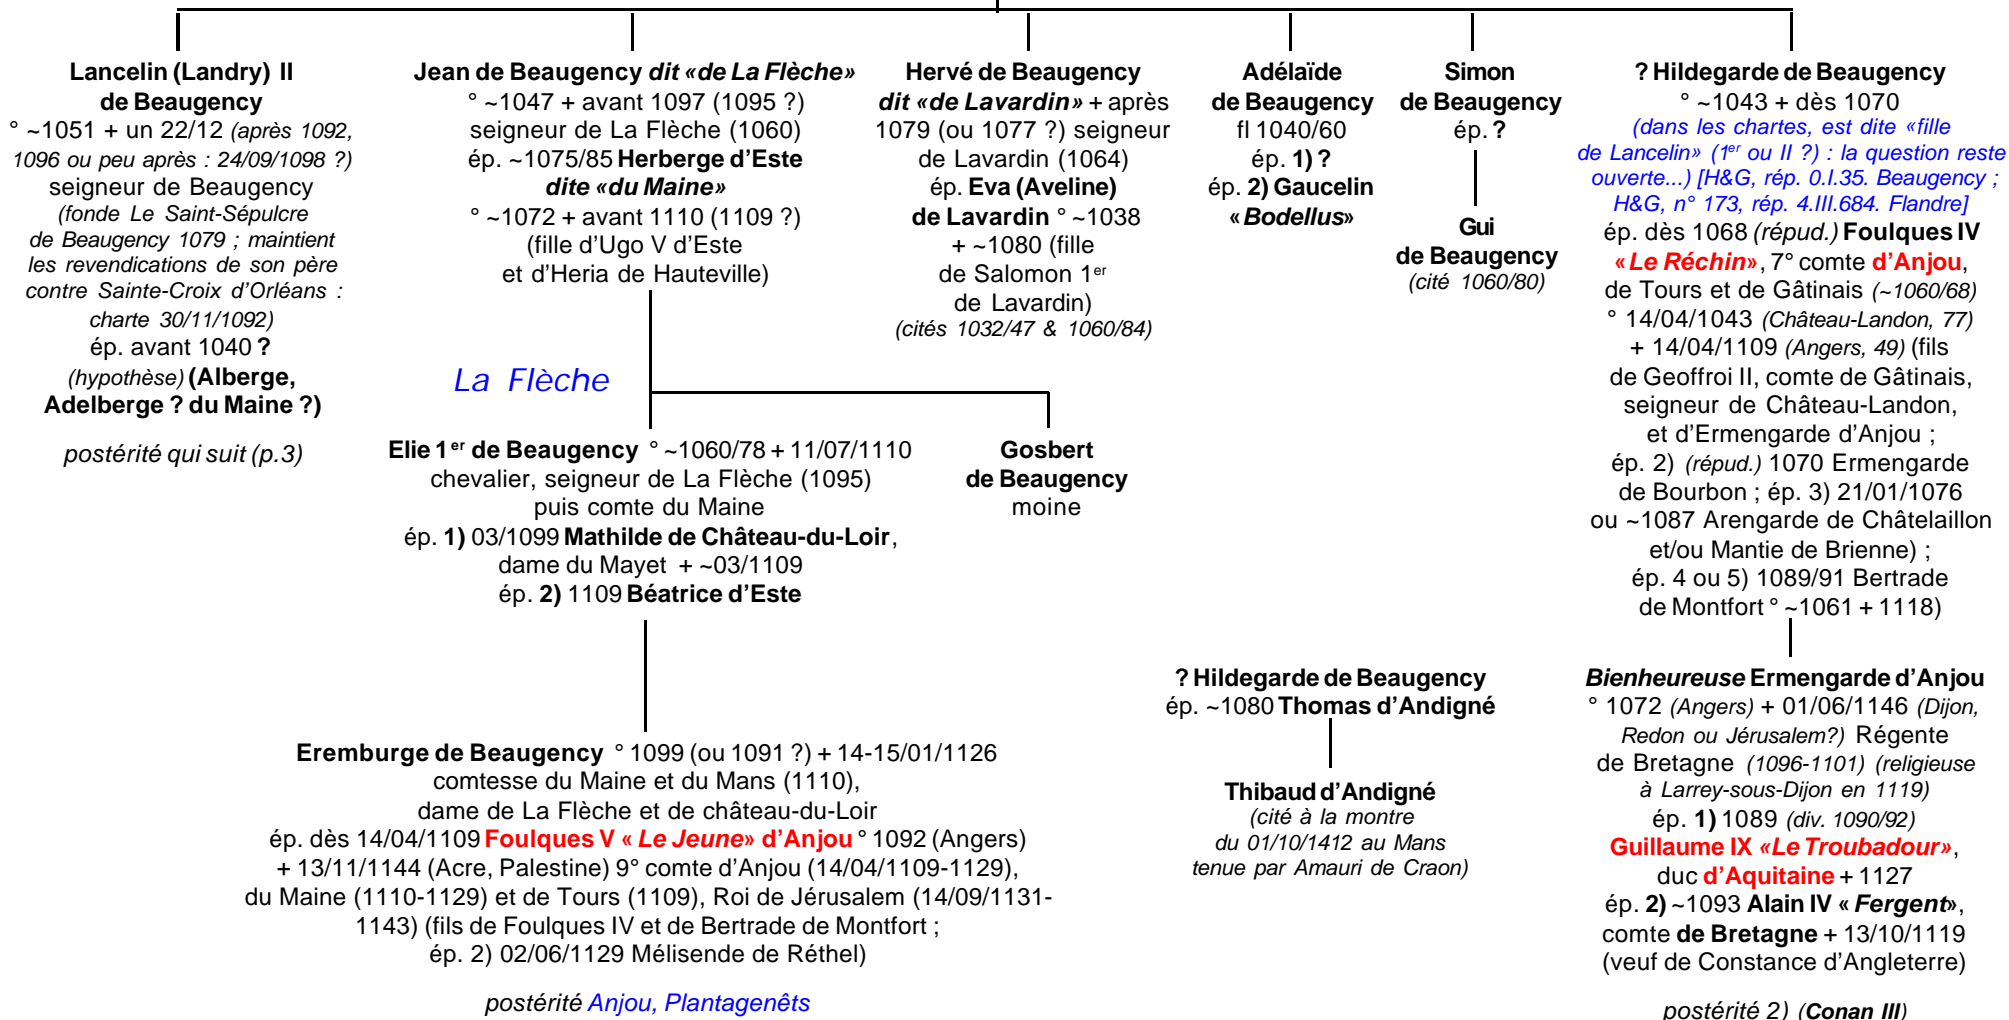 Lancelin (Landry) II
de Beaugency
° ~1051 + un 22/12 (après 1092,
1096 ou peu après : 24/09/1098 ?)
seigneur de Beaugency
(fonde Le Saint-Sépulcre
de Beaugency 1079 ; maintient
les revendications de son père
contre Sainte-Croix d’Orléans :
charte 30/11/1092)
ép. avant 1040 ?
(hypothèse) (Alberge,
Adelberge ? du Maine ?)
postérité qui suit (p.3)
Jean de Beaugency dit «de La Flèche»
° ~1047 + avant 1097 (1095 ?)
seigneur de La Flèche (1060)
ép. ~1075/85 Herberge d’Este
dite «du Maine»
° ~1072 + avant 1110 (1109 ?)
(fille d’Ugo V d’Este
et d’Heria de Hauteville)
Hervé de Beaugency
dit «de Lavardin» + après
1079 (ou 1077 ?) seigneur
de Lavardin (1064)
ép. Eva (Aveline)
de Lavardin ° ~1038
+ ~1080 (fille
de Salomon 1er
de Lavardin)
(cités 1032/47 & 1060/84)
Adélaïde
de Beaugency
fl 1040/60
ép. 1) ?
ép. 2) Gaucelin
«Bodellus»
Simon
de Beaugency
ép. ?
Gui
de Beaugency
(cité 1060/80)
? Hildegarde de Beaugency
° ~1043 + dès 1070
(dans les chartes, est dite «fille
de Lancelin» (1er ou II ?) : la question reste
ouverte...) [H&G, rép. 0.I.35. Beaugency ;
H&G, n° 173, rép. 4.III.684. Flandre]
ép. dès 1068 (répud.) Foulques IV
«Le Réchin», 7° comte d’Anjou,
de Tours et de Gâtinais (~1060/68)
° 14/04/1043 (Château-Landon, 77)
+ 14/04/1109 (Angers, 49) (fils
de Geoffroi II, comte de Gâtinais,
seigneur de Château-Landon,
et d’Ermengarde d’Anjou ;
ép. 2) (répud.) 1070 Ermengarde
de Bourbon ; ép. 3) 21/01/1076
ou ~1087 Arengarde de Châtelaillon
et/ou Mantie de Brienne) ;
ép. 4 ou 5) 1089/91 Bertrade
de Montfort ° ~1061 + 1118)
La Flèche
Elie 1er de Beaugency ° ~1060/78 + 11/07/1110
chevalier, seigneur de La Flèche (1095)
puis comte du Maine
ép. 1) 03/1099 Mathilde de Château-du-Loir,
dame du Mayet + ~03/1109
ép. 2) 1109 Béatrice d’Este
Gosbert
de Beaugency
moine
? Hildegarde de Beaugency
ép. ~1080 Thomas d’Andigné
Thibaud d’Andigné
(cité à la montre
du 01/10/1412 au Mans
tenue par Amauri de Craon)
Bienheureuse Ermengarde d’Anjou
° 1072 (Angers) + 01/06/1146 (Dijon,
Redon ou Jérusalem?) Régente
de Bretagne (1096-1101) (religieuse
à Larrey-sous-Dijon en 1119)
ép. 1) 1089 (div. 1090/92)
Guillaume IX «Le Troubadour»,
duc d’Aquitaine + 1127
ép. 2) ~1093 Alain IV «Fergent»,
comte de Bretagne + 13/10/1119
(veuf de Constance d’Angleterre)
postérité 2) (Conan III)
Eremburge de Beaugency ° 1099 (ou 1091 ?) + 14-15/01/1126
comtesse du Maine et du Mans (1110),
dame de La Flèche et de château-du-Loir
ép. dès 14/04/1109 Foulques V «Le Jeune» d’Anjou ° 1092 (Angers)
+ 13/11/1144 (Acre, Palestine) 9° comte d’Anjou (14/04/1109-1129),
du Maine (1110-1129) et de Tours (1109), Roi de Jérusalem (14/09/1131-
1143) (fils de Foulques IV et de Bertrade de Montfort ;
ép. 2) 02/06/1129 Mélisende de Réthel)
postérité Anjou, Plantagenêts